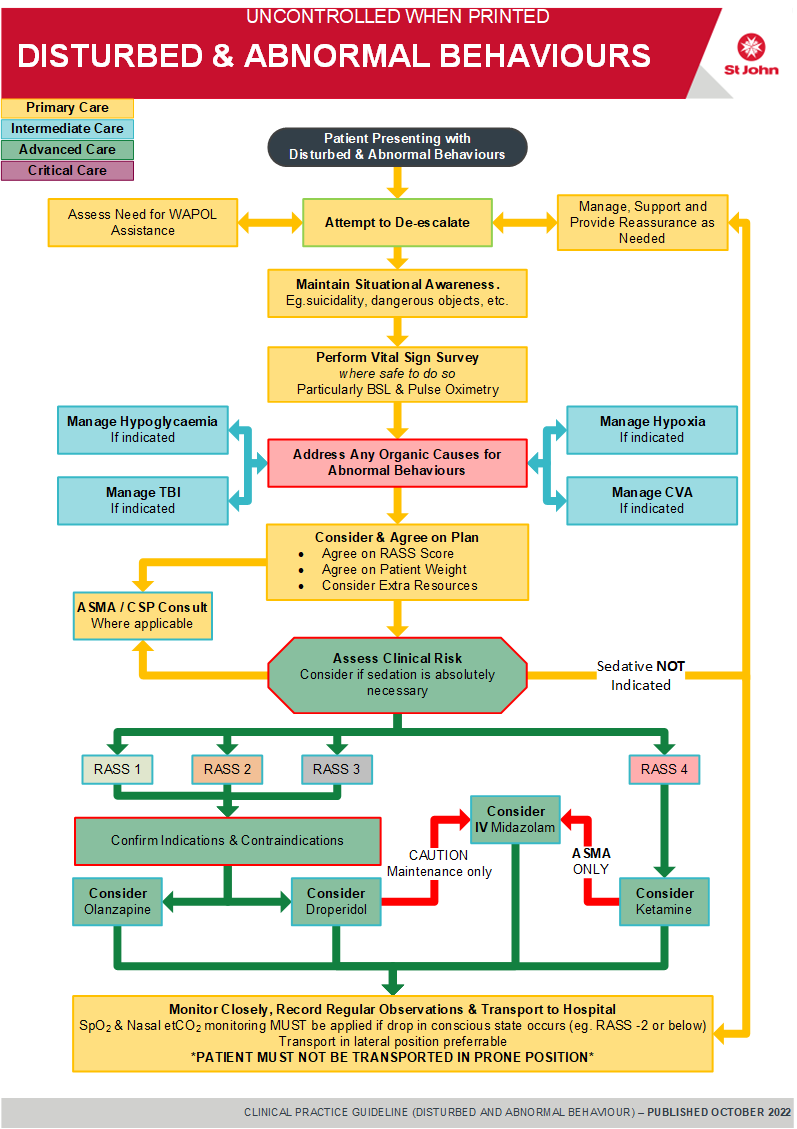 UNCONTROLLED WHEN PRINTED
DISTURBED & ABNORMAL BEHAVIOURS
St John
Primary Care
Intermediate Care
Advanced Care
Critical Care
Patient Presenting with
Disturbed & Abnormal Behaviours
Assess Need for WAPOL
Assistance
Attempt to De-escalate
Manage, Support and
Provide Reassurance as
Needed
Maintain Situational Awareness.
Eg.suicidality, dangerous objects, etc.
Perform Vital Sign Survey
where safe to do so
Particularly BSL & Pulse Oximetry
Manage Hypoglycaemia
If indicated
Manage Hypoxia
If indicated
Address Any Organic Causes for
Abnormal Behaviours
Manage TBI
If indicated
Manage CVA
If indicated
Consider & Agree on Plan
• Agree on RASS Score
• Agree on Patient Weight
• Consider Extra Resources
ASMA / CSP Consult
Where applicable
Assess Clinical Risk
Consider if sedation is absolutely
necessary
Sedative NOT
Indicated
RASS 1
RASS 2
RASS 3
RASS 4
Confirm Indications & Contraindications
Consider
IV Midazolam
CAUTION
Maintenance only
ASMA
ONLY
Consider
Olanzapine
Consider
Droperidol
Consider
Ketamine
Monitor Closely, Record Regular Observations & Transport to Hospital
SpO2 & Nasal etCO2 monitoring MUST be applied if drop in conscious state occurs (eg. RASS -2 or below)
Transport in lateral position preferrable
*PATIENT MUST NOT BE TRANSPORTED IN PRONE POSITION*
CLINICAL PRACTICE GUIDELINE (DISTURBED AND ABNORMAL BEHAVIOUR) – PUBLISHED OCTOBER 2022